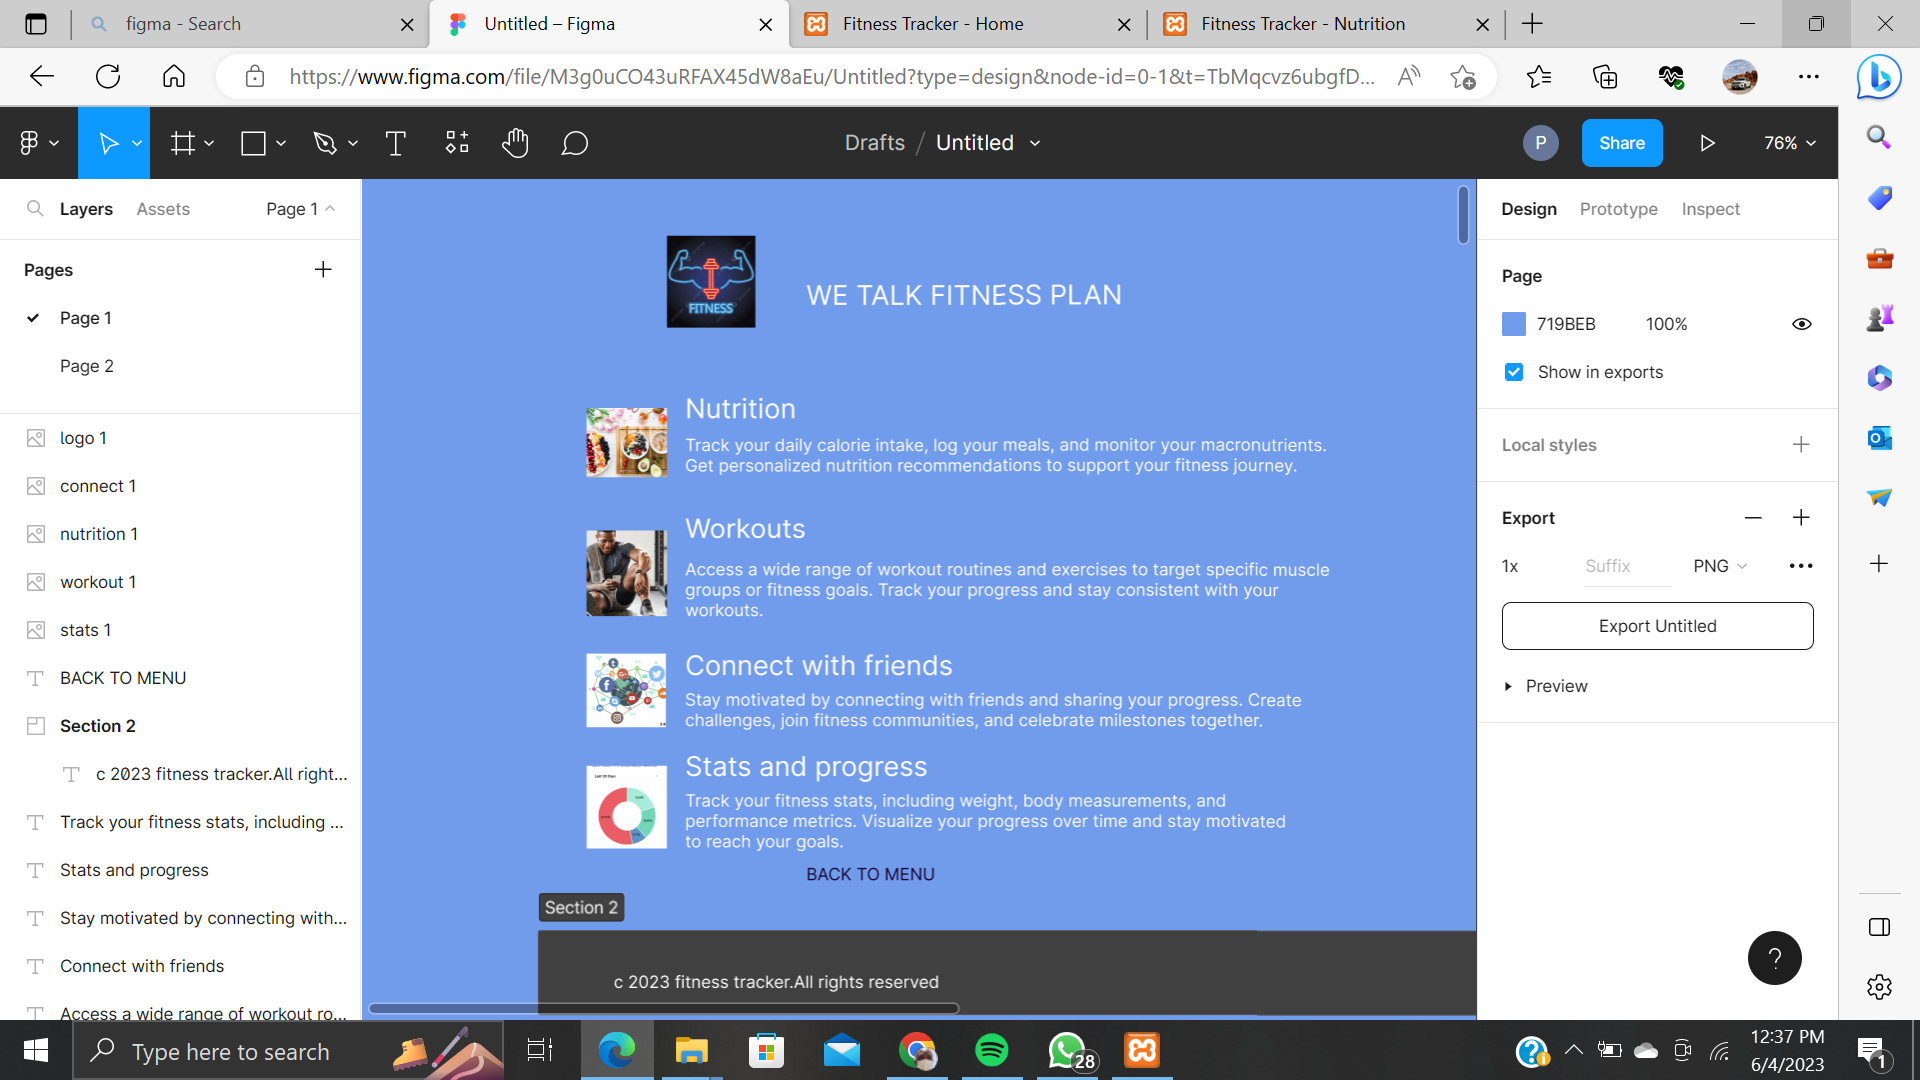 figma - Search
Untitled – Figma
Fitness Tracker - Home
Fitness Tracker - Nutrition
https://www.figma.com/file/M3g0uCO43uRFAX45dW8aEu/Untitled?type=design&node-id=0-1&t=TbMqcvz6ubgfD...
Drafts / Untitled
P
Share
76%
Layers
Assets
Page 1
Pages
Page 1
Page 2
logo 1
connect 1
nutrition 1
workout 1
stats 1
BACK TO MENU
Section 2
c 2023 fitness tracker.All right...
Track your fitness stats, including ...
Stats and progress
Stay motivated by connecting with...
Connect with friends
Access a wide range of workout ro...
FITNESS
WE TALK FITNESS PLAN
Nutrition
Track your daily calorie intake, log your meals, and monitor your macronutrients.
Get personalized nutrition recommendations to support your fitness journey.
Workouts
Access a wide range of workout routines and exercises to target specific muscle
groups or fitness goals. Track your progress and stay consistent with your
workouts.
Connect with friends
Stay motivated by connecting with friends and sharing your progress. Create
challenges, join fitness communities, and celebrate milestones together.
Stats and progress
Track your fitness stats, including weight, body measurements, and
performance metrics. Visualize your progress over time and stay motivated
to reach your goals.
BACK TO MENU
Section 2
c 2023 fitness tracker.All rights reserved
Design
Prototype
Inspect
Page
719BEB
100%
Show in exports
Local styles
Export
1x
Suffix
PNG
Export Untitled
Preview
?
Type here to search
28
12:37 PM
6/4/2023
1